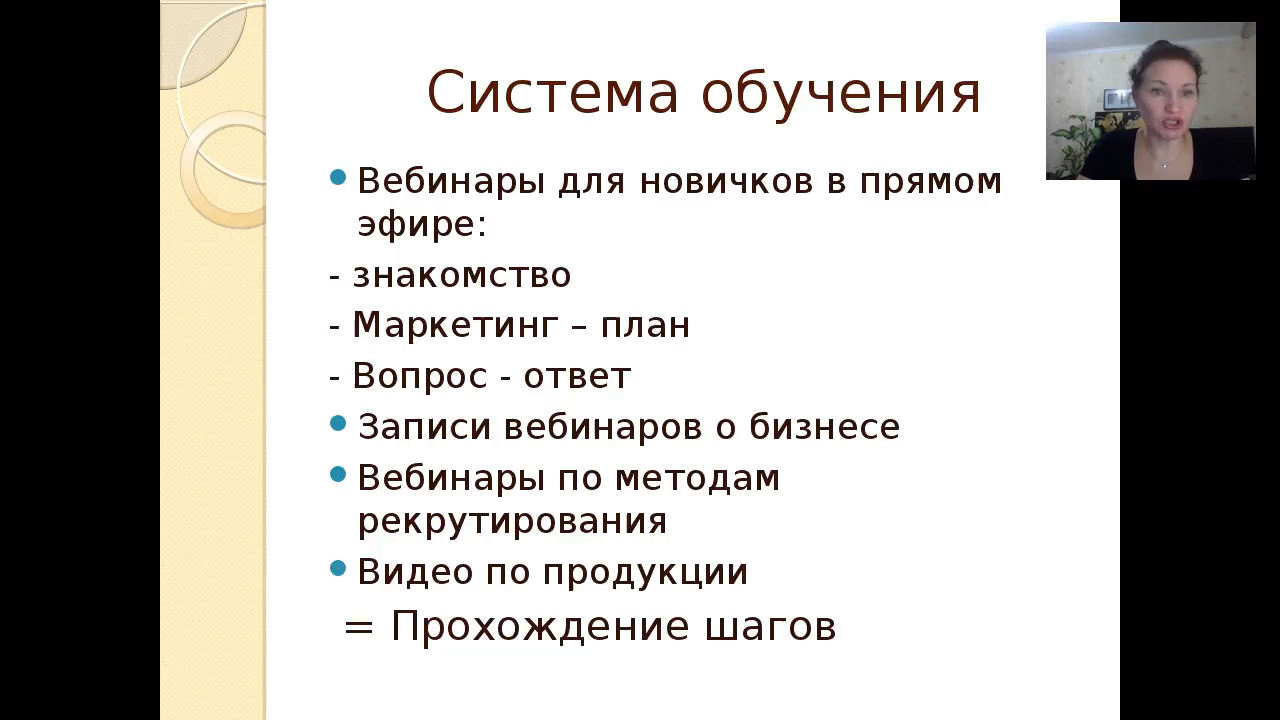 Система обучения
Вебинары для новичков в прямом
эфире:
- знакомство
- Маркетинг – план
- Вопрос - ответ
Записи вебинаров о бизнесе
Вебинары по методам
рекрутирования
Видео по продукции
= Прохождение шагов